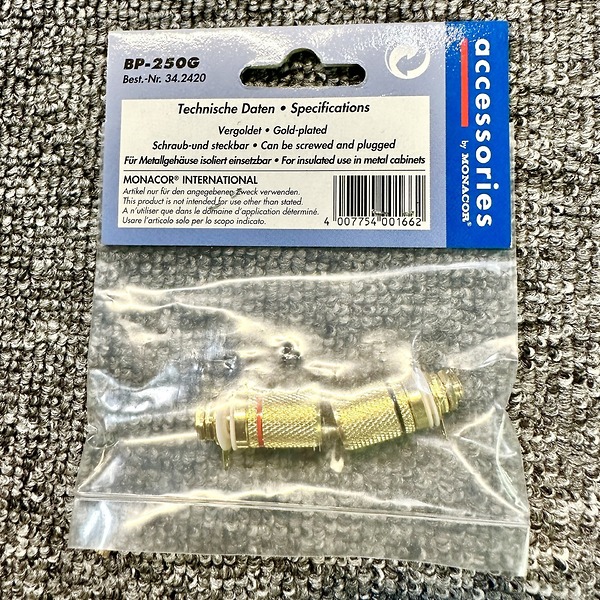 BP-250G
Best.-Nr. 34.2420
Technische Daten • Specifications
Vergoldet • Gold-plated
Schraub-und steckbar • Can be screwed and plugged
Für Metallgehäuse isoliert einsetzbar • For insulated use in metal cabinets
MONACOR® INTERNATIONAL
Artikel nur für den angegebenen Zweck verwenden.
This product is not intended for use other than stated.
A n'utiliser que dans le domaine d'application déterminé.
Usare l'articolo solo per lo scopo indicato.
4 007754 001662
accessories
by MONACOR®